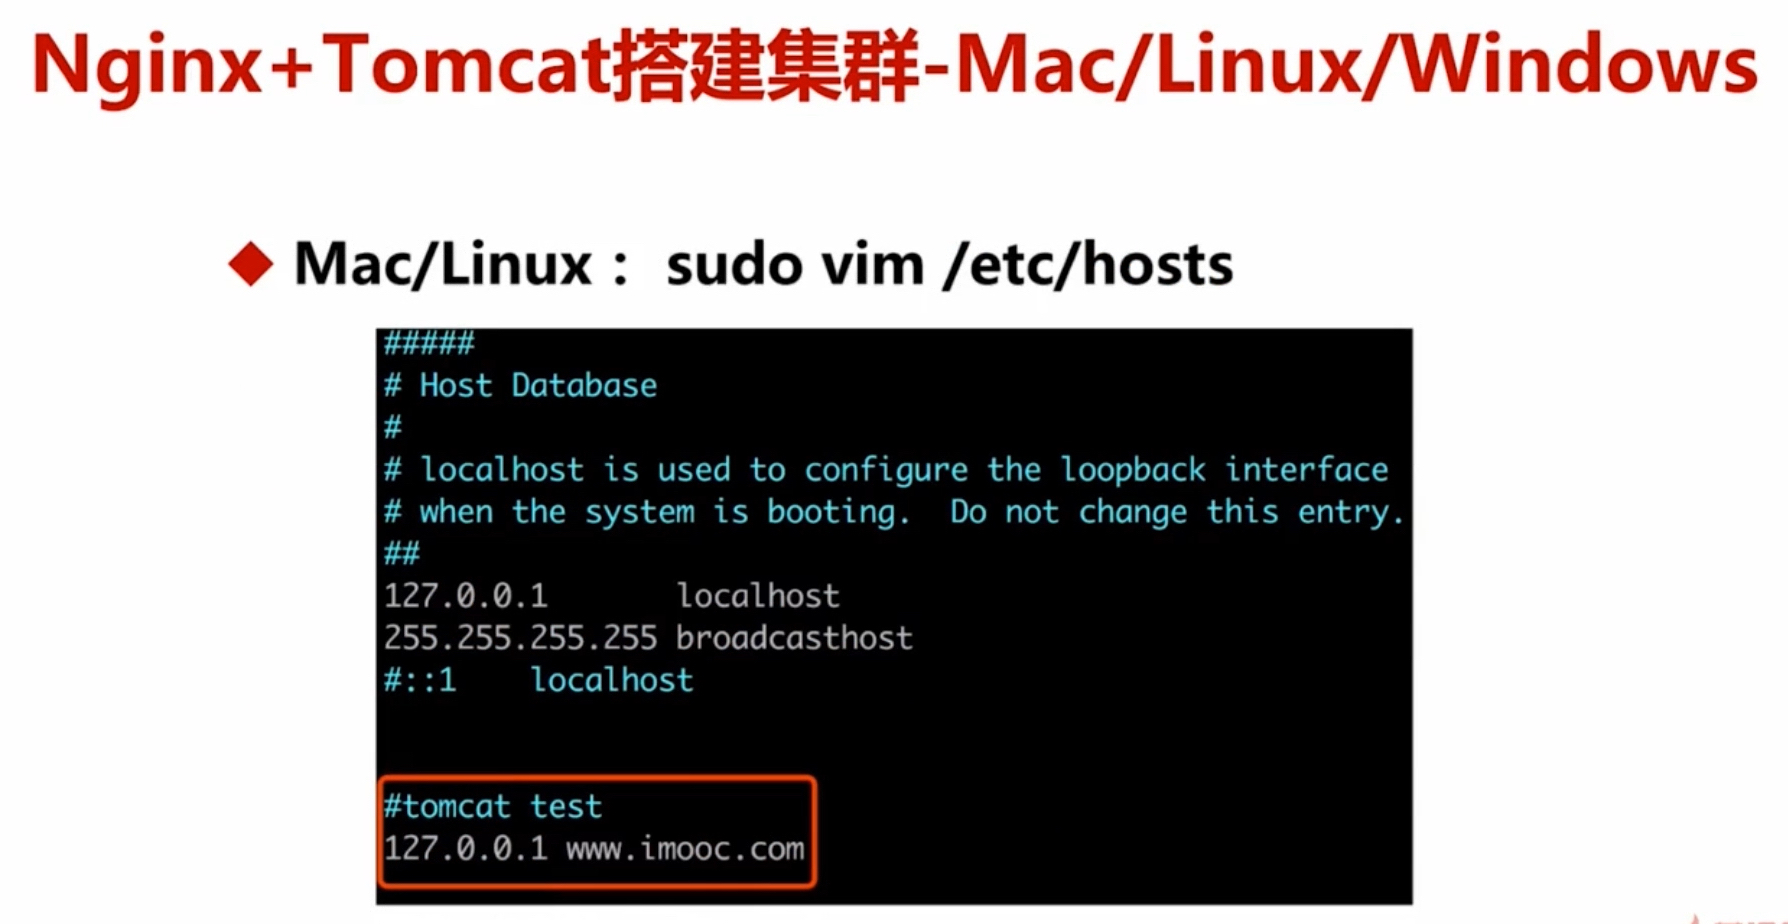 Nginx+Tomcat搭建集群-Mac/Linux/Windows
Mac/Linux： sudo vim /etc/hosts
#####
# Host Database
#
# localhost is used to configure the loopback interface
# when the system is booting.  Do not change this entry.
##
127.0.0.1       localhost
255.255.255.255 broadcasthost
#::1    localhost
#tomcat test
127.0.0.1 www.imooc.com